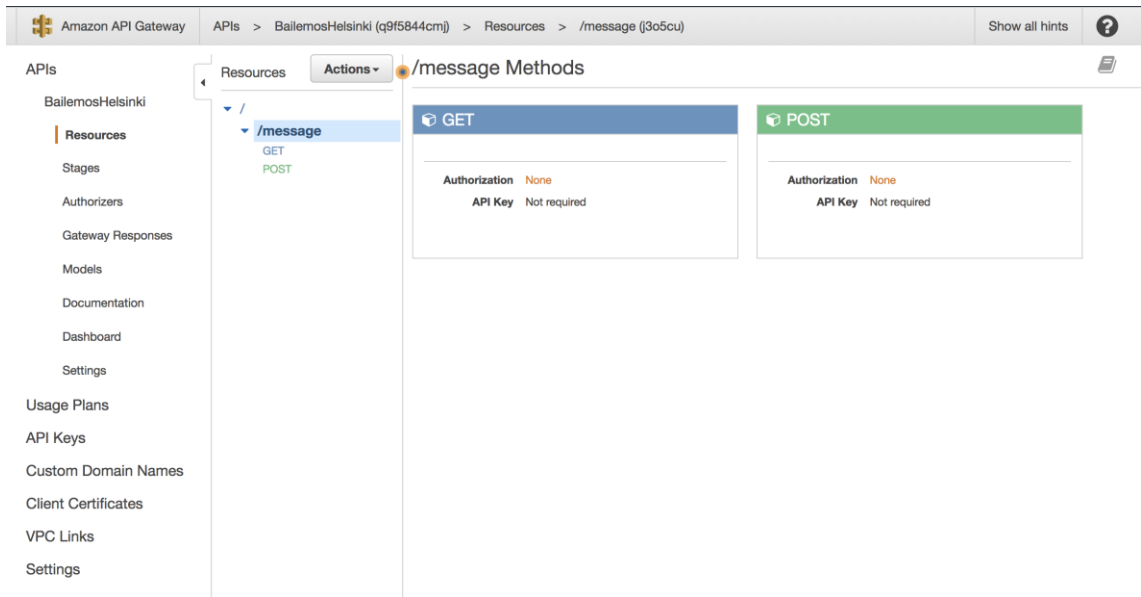 Amazon API Gateway APIs > BailemosHelsinki (q9f5844cmj) > Resources > /message (j3o5cu) Show all hints ?
APIs
BailemosHelsinki
Resources
Stages
Authorizers
Gateway Responses
Models
Documentation
Dashboard
Settings
Usage Plans
API Keys
Custom Domain Names
Client Certificates
VPC Links
Settings
Resources Actions
/
/message
GET
POST
/message Methods
GET
Authorization None
API Key Not required
POST
Authorization None
API Key Not required